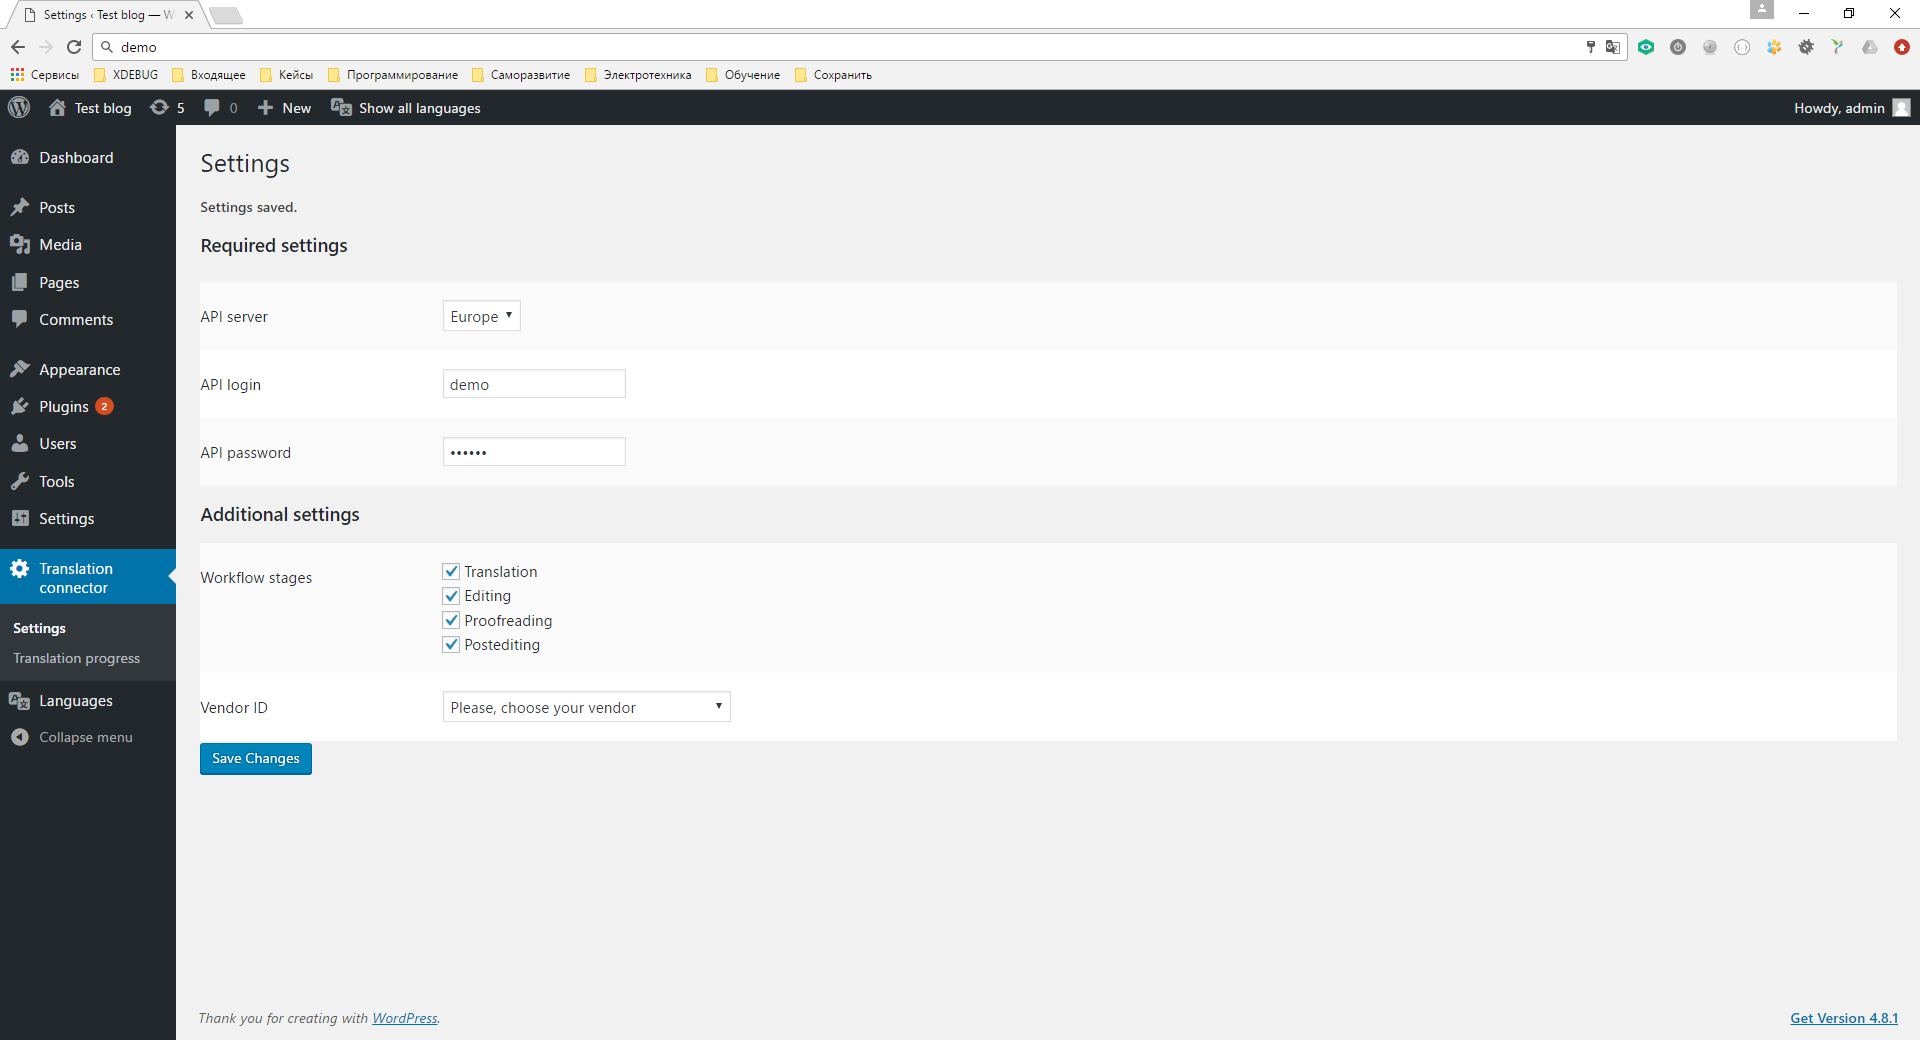 Settings ‹ Test blog — W
demo
Сервисы XDEBUG Входящее Кейсы Программирование Саморазвитие Электротехника Обучение Сохранить
Test blog 5 0 New Show all languages Howdy, admin
Dashboard
Posts
Media
Pages
Comments
Appearance
Plugins 2
Users
Tools
Settings
Translation
connector
Settings
Translation progress
Languages
Collapse menu
Settings
Settings saved.
Required settings
API server Europe
API login demo
API password ••••••
Additional settings
Workflow stages
Translation
Editing
Proofreading
Postediting
Vendor ID Please, choose your vendor
Save Changes
Thank you for creating with WordPress.
Get Version 4.8.1